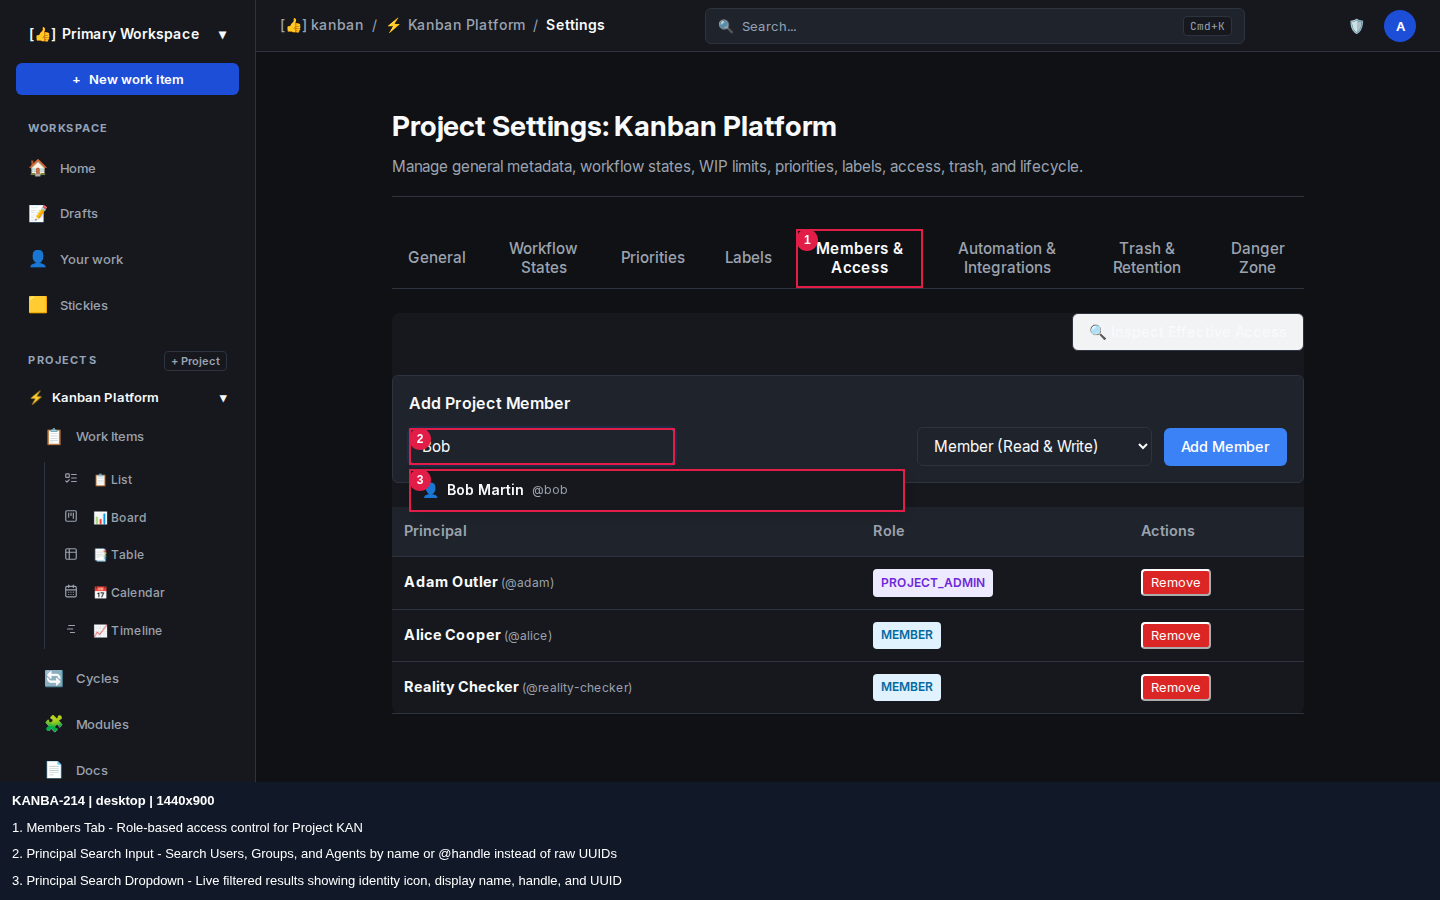 [👍] Primary Workspace ▼
+ New work item
WORKSPACE
🏠 Home
📝 Drafts
👤 Your work
🟨 Stickies
PROJECTS
+ Project
⚡ Kanban Platform ▼
📋 Work Items
📋 List
📊 Board
📑 Table
📅 Calendar
📈 Timeline
🔄 Cycles
🧩 Modules
📄 Docs
[👍] kanban / ⚡ Kanban Platform / Settings
🔍 Search...
Cmd+K
🛡️
A
Project Settings: Kanban Platform
Manage general metadata, workflow states, WIP limits, priorities, labels, access, trash, and lifecycle.
General
Workflow
States
Priorities
Labels
1
Members &
Access
Automation &
Integrations
Trash &
Retention
Danger
Zone
🔍 Inspect Effective Access
Add Project Member
2
Bob
Member (Read & Write)
Add Member
3
👤 Bob Martin @bob
Principal Role Actions
Adam Outler (@adam) PROJECT_ADMIN Remove
Alice Cooper (@alice) MEMBER Remove
Reality Checker (@reality-checker) MEMBER Remove
KANBA-214 | desktop | 1440x900
1. Members Tab - Role-based access control for Project KAN
2. Principal Search Input - Search Users, Groups, and Agents by name or @handle instead of raw UUIDs
3. Principal Search Dropdown - Live filtered results showing identity icon, display name, handle, and UUID